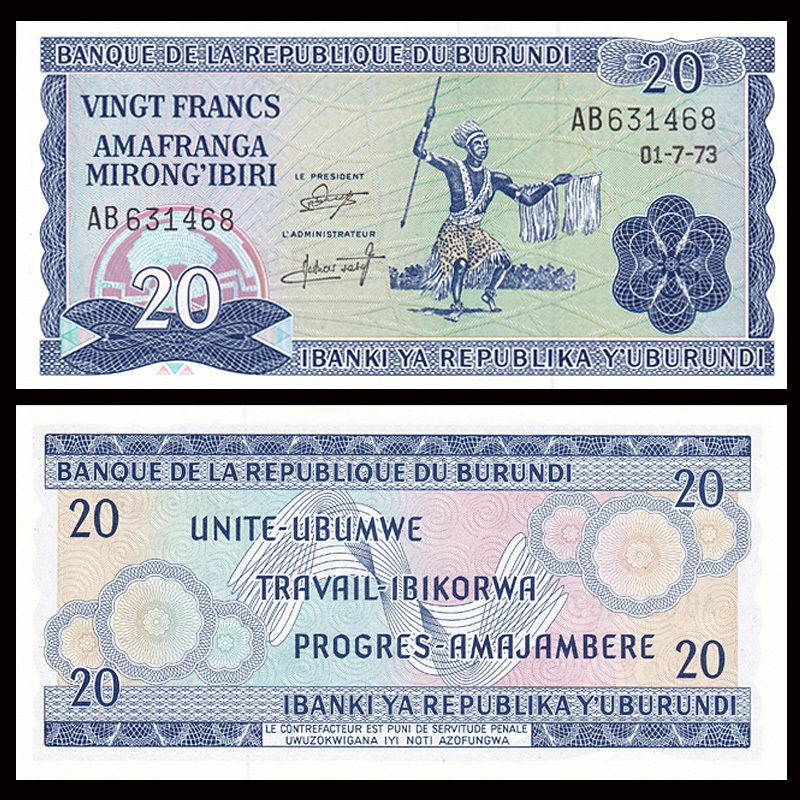 BANQUE DE LA REPUBLIQUE DU BURUNDI
20
VINGT FRANCS
AMAFRANGA
MIRONG'IBIRI
AB631468
01-7-73
LE PRESIDENT
AB631468
L'ADMINISTRATEUR
20
IBANKI YA REPUBLIKA Y'UBURUNDI
BANQUE DE LA REPUBLIQUE DU BURUNDI
20
20
UNITE-UBUMWE
TRAVAIL-IBIKORWA
PROGRES-AMAJAMBERE
20
20
IBANKI YA REPUBLIKA Y'UBURUNDI
LE CONTREFACTEUR EST PUNI DE SERVITUDE PENALE
UWUZOKWIGANA IYI NOTI AZOFUNGWA